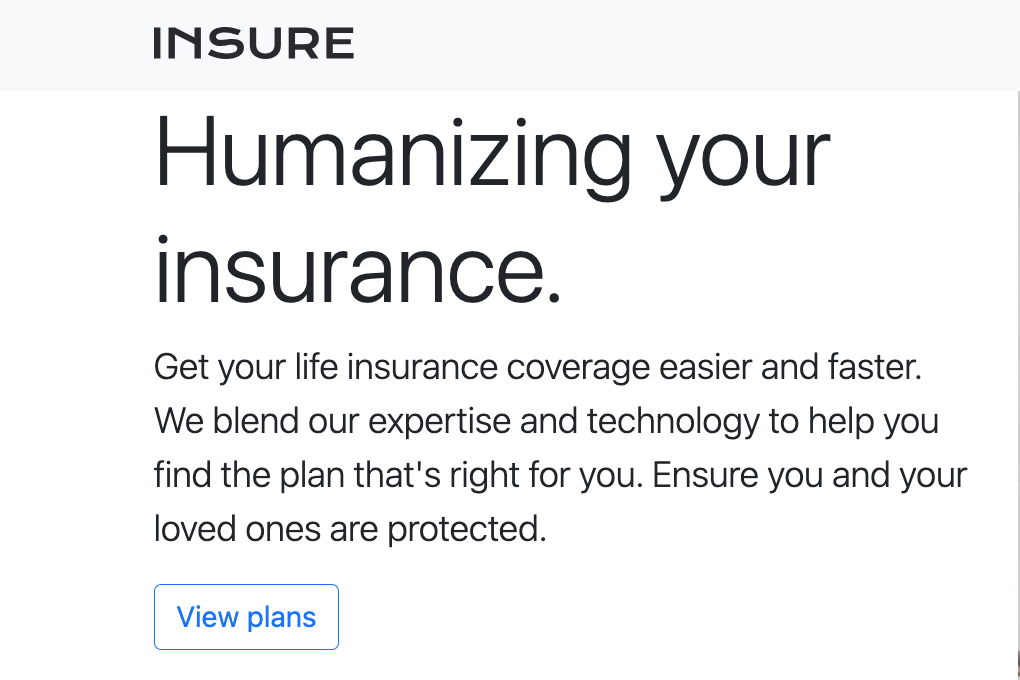 INSURE
Humanizing your
insurance.
Get your life insurance coverage easier and faster.
We blend our expertise and technology to help you
find the plan that's right for you. Ensure you and your
loved ones are protected.
View plans